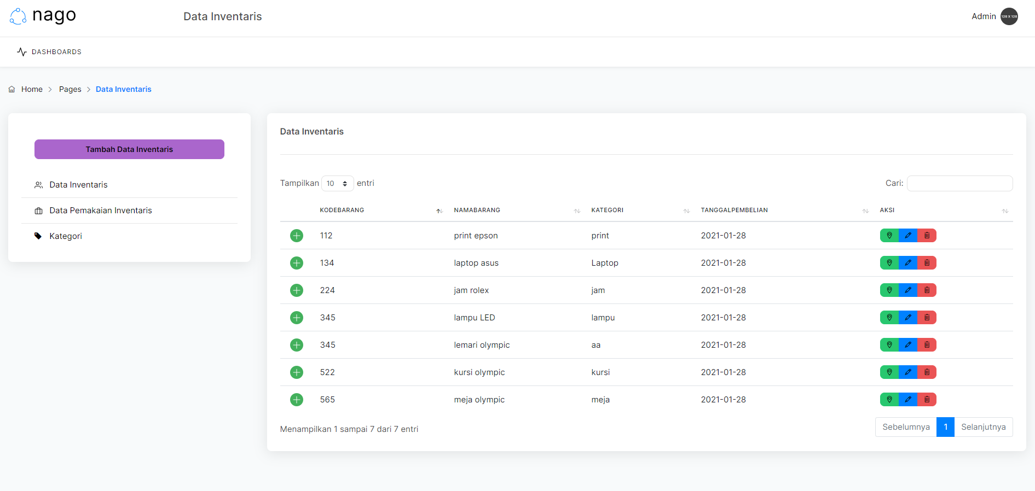 nago
Data Inventaris
Admin
DASHBOARDS
Home > Pages > Data Inventaris
Tambah Data Inventaris
Data Inventaris
Data Pemakaian Inventaris
Kategori
Data Inventaris
Tampilkan 10 entri
Cari:
KODEBARANG NAMABARANG KATEGORI TANGGALPEMBELIAN AKSI
112 print epson print 2021-01-28
134 laptop asus Laptop 2021-01-28
224 jam rolex jam 2021-01-28
345 lampu LED lampu 2021-01-28
345 lemari olympic aa 2021-01-28
522 kursi olympic kursi 2021-01-28
565 meja olympic meja 2021-01-28
Menampilkan 1 sampai 7 dari 7 entri
Sebelumnya 1 Selanjutnya